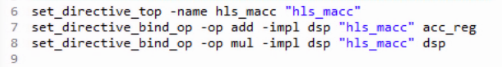 6 set_directive_top -name hls_macc "hls_macc"
7 set_directive_bind_op -op add -impl dsp "hls_macc" acc_reg
8 set_directive_bind_op -op mul -impl dsp "hls_macc" dsp
9